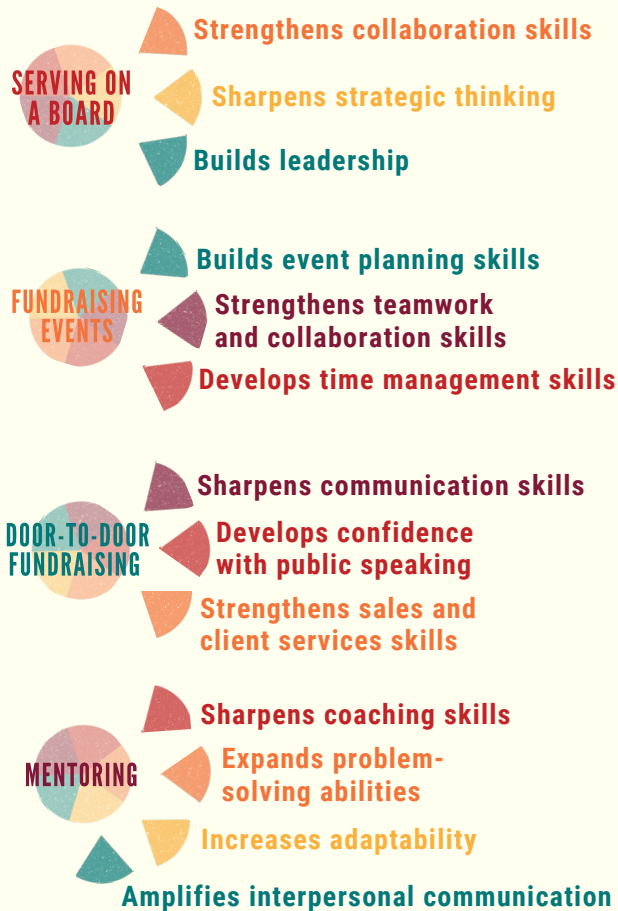 SERVING ON
A BOARD
Strengthens collaboration skills
Sharpens strategic thinking
Builds leadership
FUNDRAISING
EVENTS
Builds event planning skills
Strengthens teamwork
and collaboration skills
Develops time management skills
DOOR-TO-DOOR
FUNDRAISING
Sharpens communication skills
Develops confidence
with public speaking
Strengthens sales and
client services skills
MENTORING
Sharpens coaching skills
Expands problem-
solving abilities
Increases adaptability
Amplifies interpersonal communication